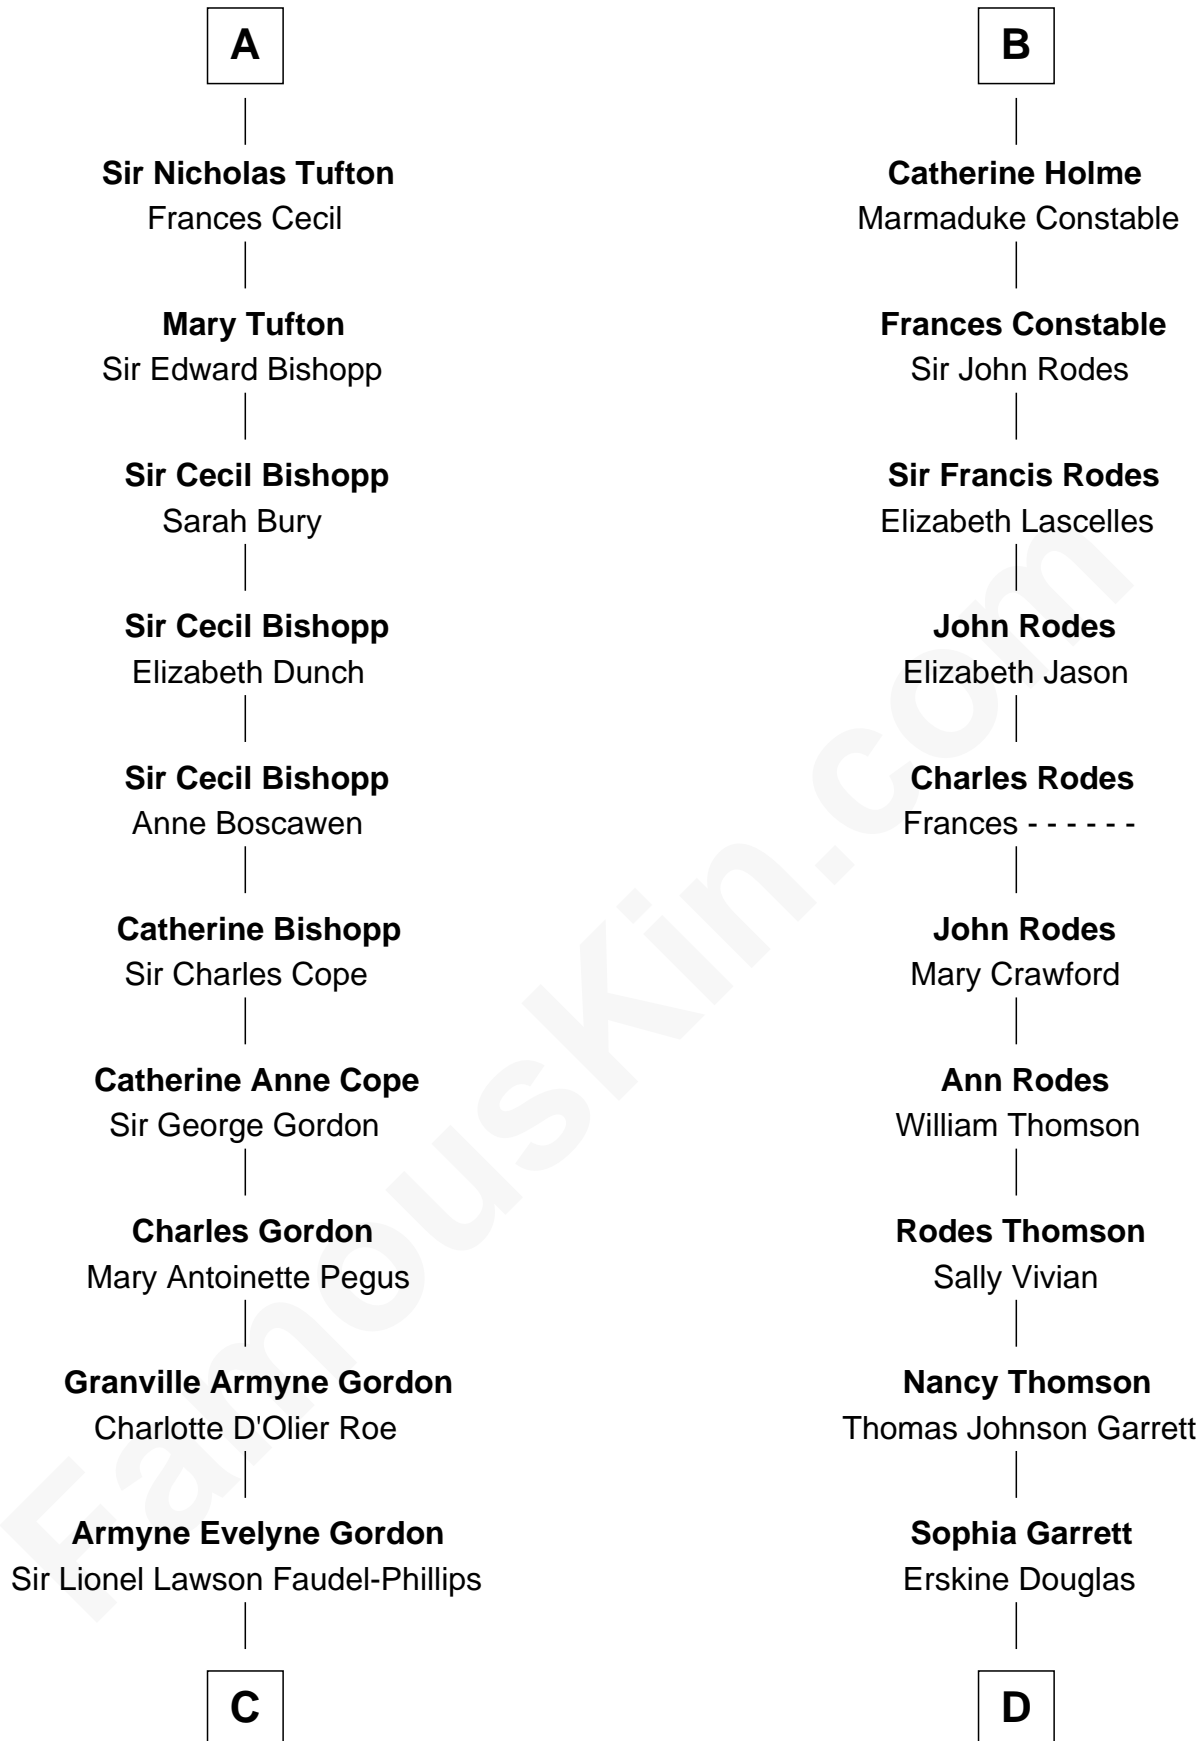 A
Sir Nicholas Tufton
Frances Cecil
Mary Tufton
Sir Edward Bishopp
Sir Cecil Bishopp
Sarah Bury
Sir Cecil Bishopp
Elizabeth Dunch
Sir Cecil Bishopp
Anne Boscawen
Catherine Bishopp
Sir Charles Cope
Catherine Anne Cope
Sir George Gordon
Charles Gordon
Mary Antoinette Pegus
Granville Armyne Gordon
Charlotte D'Olier Roe
Armyne Evelyne Gordon
Sir Lionel Lawson Faudel-Phillips
C
B
Catherine Holme
Marmaduke Constable
Frances Constable
Sir John Rodes
Sir Francis Rodes
Elizabeth Lascelles
John Rodes
Elizabeth Jason
Charles Rodes
Frances - - - - - -
John Rodes
Mary Crawford
Ann Rodes
William Thomson
Rodes Thomson
Sally Vivian
Nancy Thomson
Thomas Johnson Garrett
Sophia Garrett
Erskine Douglas
D
FamousKin.com